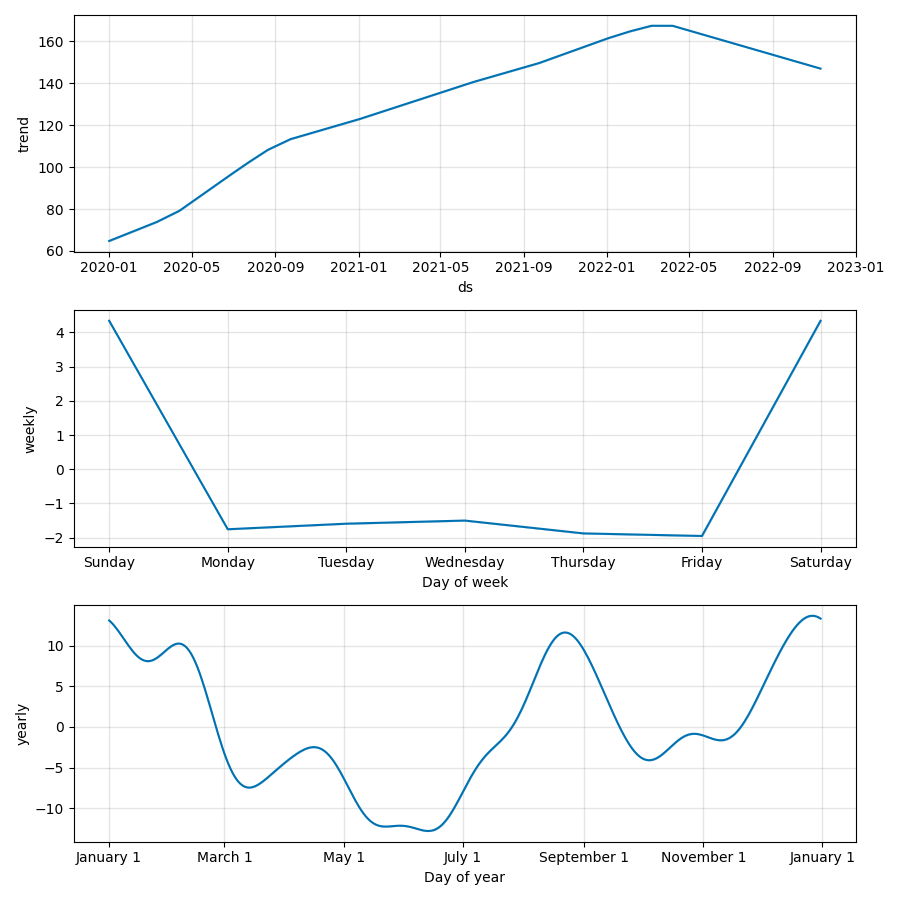 trend
160
140
120
100
80
60
2020-01 2020-05 2020-09 2021-01 2021-05 2021-09 2022-01 2022-05 2022-09 2023-01
ds
weekly
4
3
2
1
0
−1
−2
Sunday Monday Tuesday Wednesday Thursday Friday Saturday
Day of week
yearly
10
5
0
−5
−10
January 1 March 1 May 1 July 1 September 1 November 1 January 1
Day of year